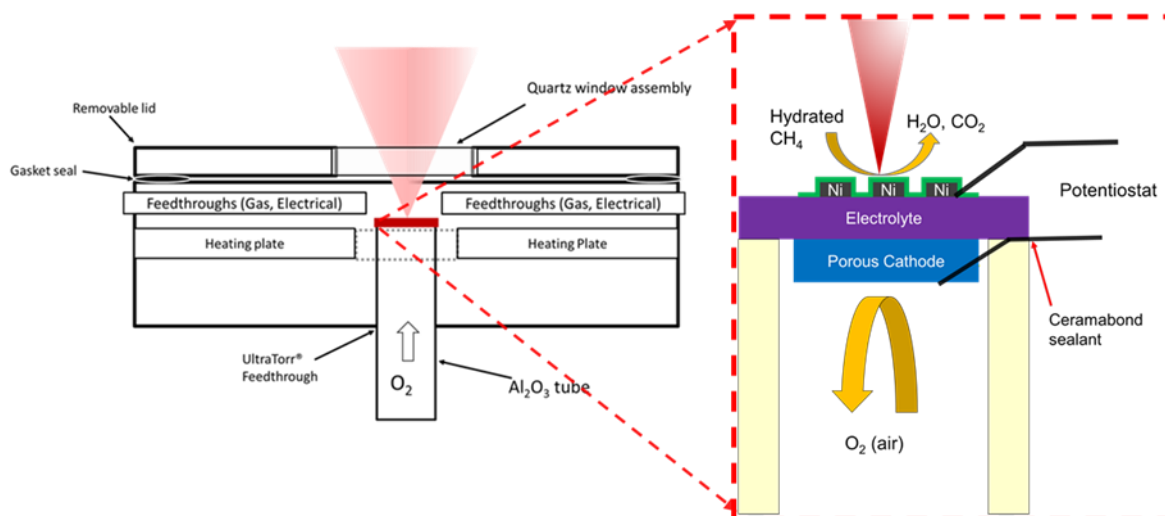 Removable lid
Quartz window assembly
Gasket seal
Feedthroughs (Gas, Electrical)
Feedthroughs (Gas, Electrical)
Heating plate
Heating Plate
UltraTorr®
Feedthrough
O₂
Al₂O₃ tube
Hydrated
CH₄
H₂O, CO₂
Ni
Ni
Ni
Potentiostat
Electrolyte
Porous Cathode
Ceramabond
sealant
O₂ (air)